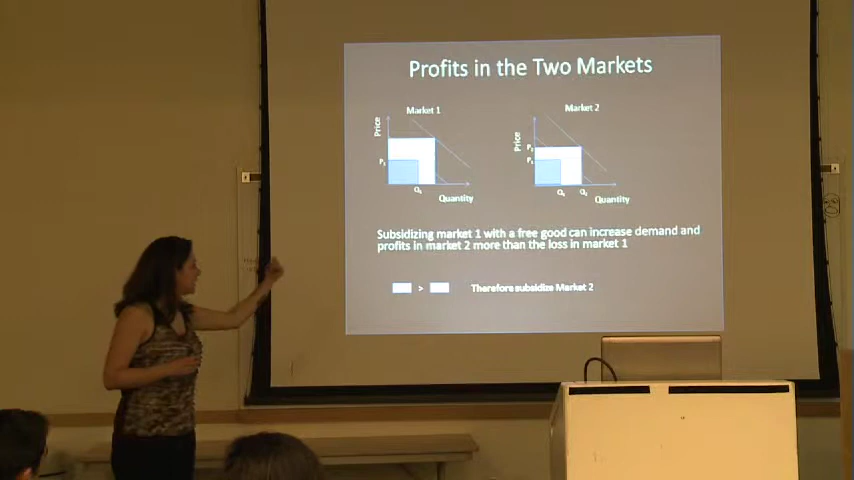 Profits in the Two Markets
Market 1
Market 2
Price
Price
P
P
P
Q
Q
Q
Quantity
Quantity
Subsidizing market 1 with a free good can increase demand and
profits in market 2 more than the loss in market 1
> Therefore subsidize Market 2